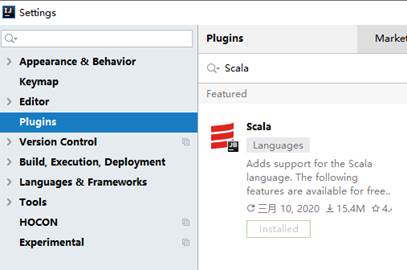 Settings
Plugins
Market
Appearance & Behavior
Keymap
Editor
Plugins
Version Control
Build, Execution, Deployment
Languages & Frameworks
Tools
HOCON
Experimental
Scala
Featured
Scala
Languages
Adds support for the Scala
language. The following
features are available for free..
三月 10, 2020 15.4M 4.
Installed